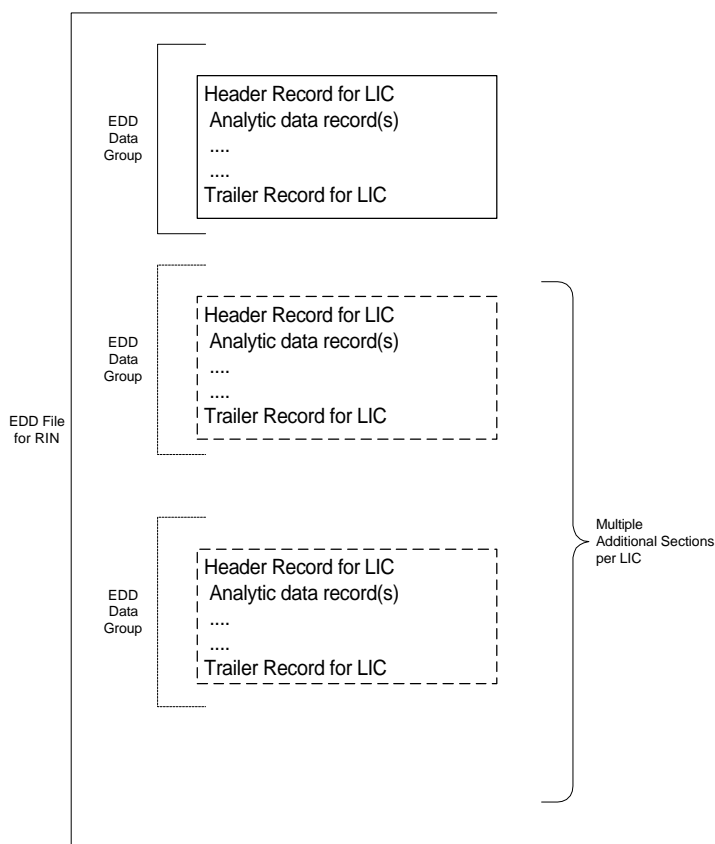 EDD
Data
Group
Header Record for LIC
Analytic data record(s)
....
....
Trailer Record for LIC
EDD
Data
Group
Header Record for LIC
Analytic data record(s)
....
....
Trailer Record for LIC
EDD File
for RIN
Multiple
Additional Sections
per LIC
EDD
Data
Group
Header Record for LIC
Analytic data record(s)
....
....
Trailer Record for LIC